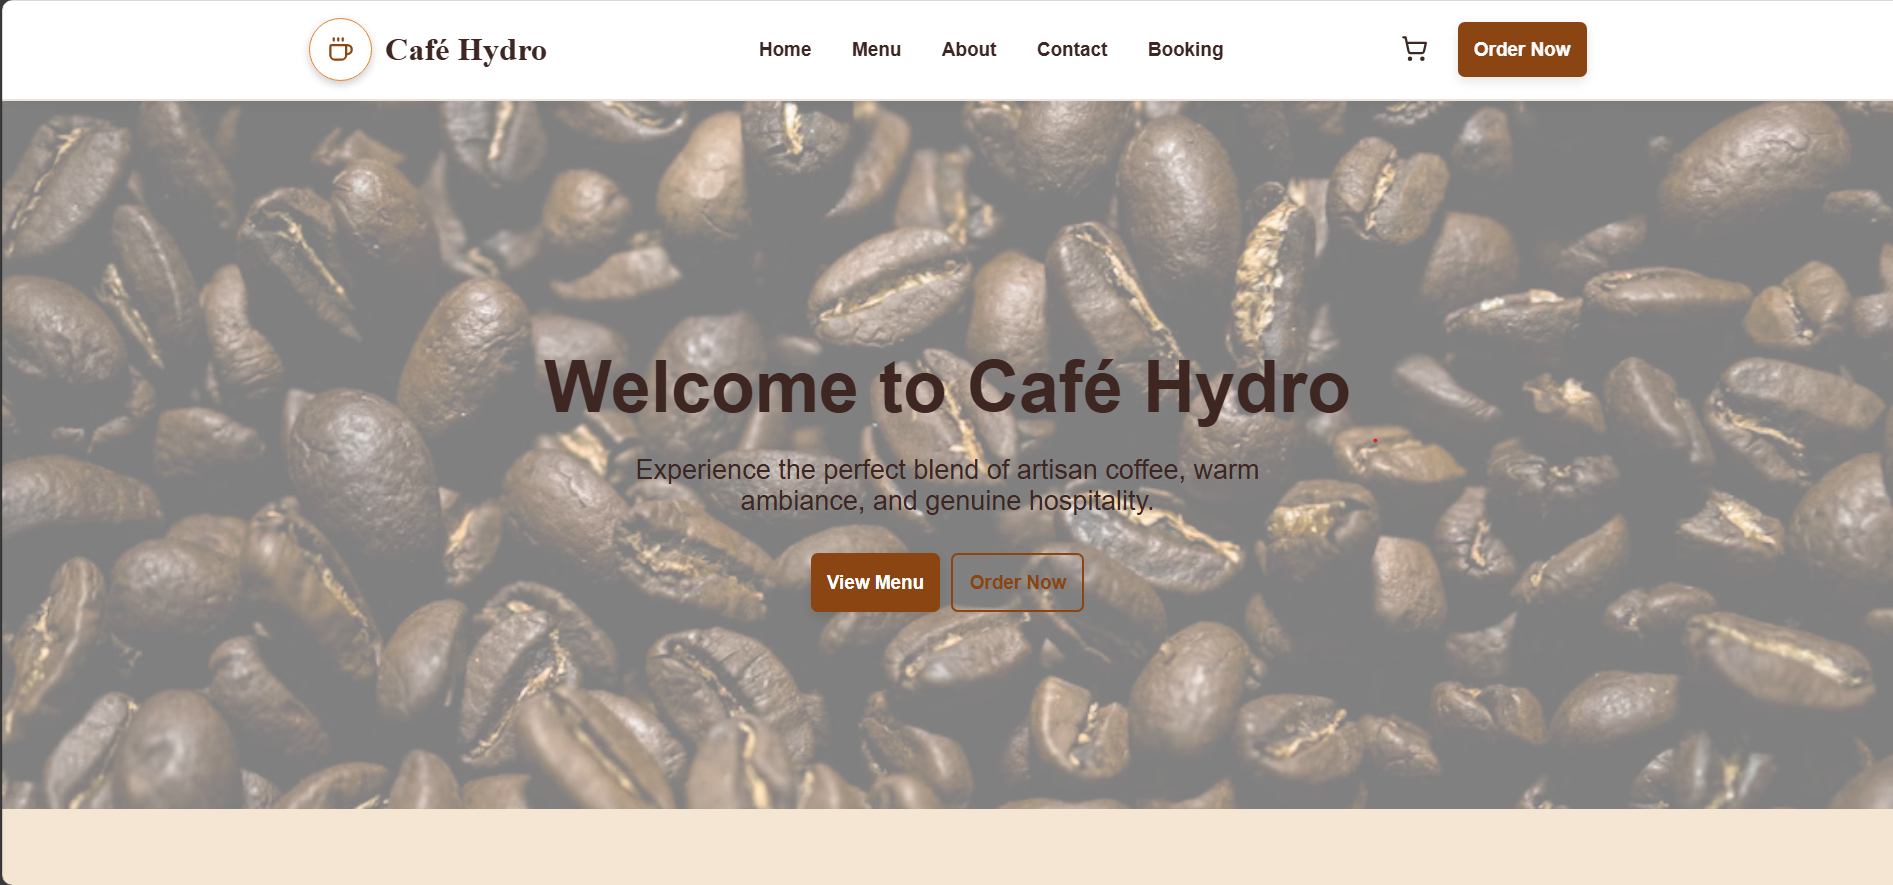 Café Hydro
Home
Menu
About
Contact
Booking
Order Now
Welcome to Café Hydro
Experience the perfect blend of artisan coffee, warm
ambiance, and genuine hospitality.
View Menu
Order Now